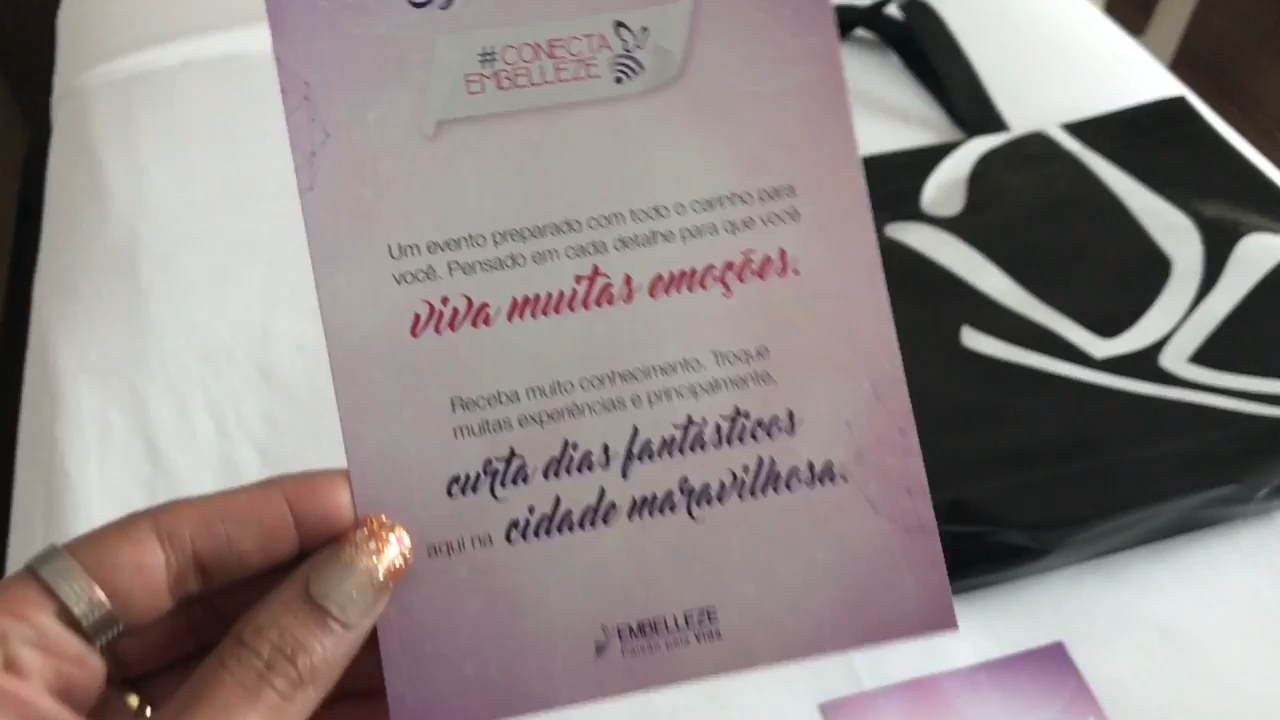 #CONECTA
EMBELLEZE
Um evento preparado com todo o carinho para
você. Pensado em cada detalhe para que você
viva muitas emoções.
Receba muito conhecimento. Troque
muitas experiências e principalmente,
curta dias fantásticos
aqui na cidade maravilhosa.
EMBELLEZE
Paixão pela Vida